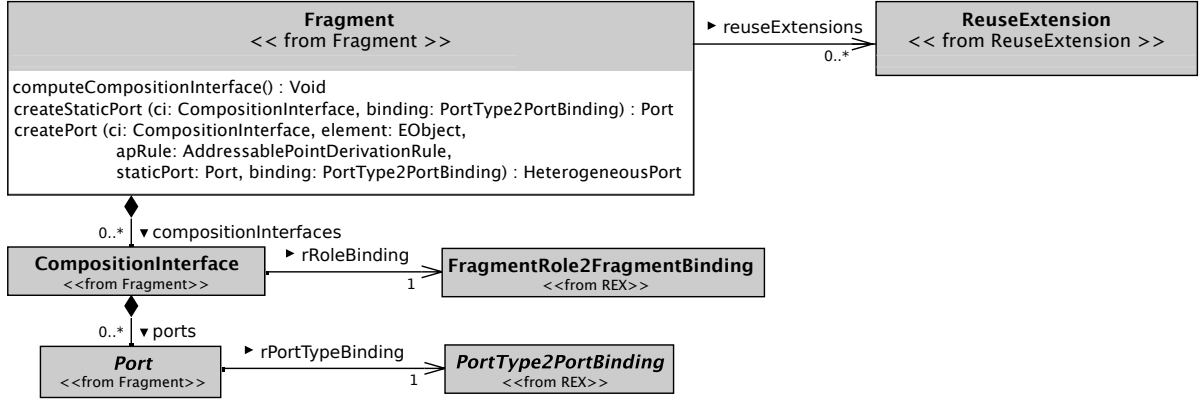 Fragment
<< from Fragment >>
computeCompositionInterface() : Void
createStaticPort (ci: CompositionInterface, binding: PortType2PortBinding) : Port
createPort (ci: CompositionInterface, element: EObject,
apRule: AddressablePointDerivationRule,
staticPort: Port, binding: PortType2PortBinding) : HeterogeneousPort
reuseExtensions
0..*
ReuseExtension
<< from ReuseExtension >>
0..*
compositionInterfaces
CompositionInterface
<<from Fragment>>
rRoleBinding
1
FragmentRole2FragmentBinding
<<from REX>>
0..*
ports
Port
<<from Fragment>>
rPortTypeBinding
1
PortType2PortBinding
<<from REX>>